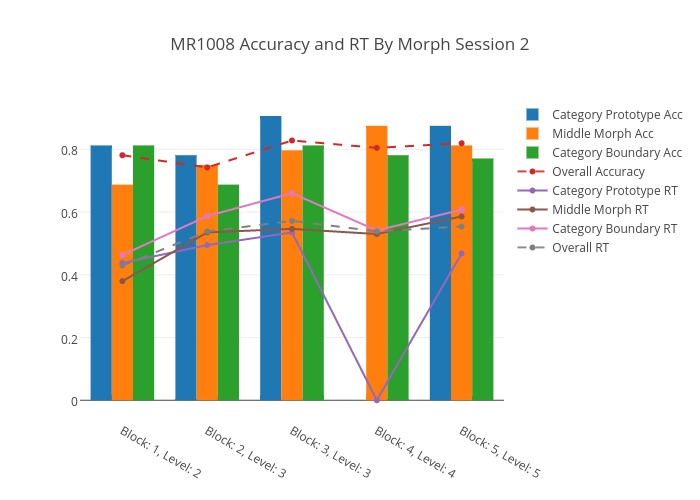 MR1008 Accuracy and RT By Morph Session 2
Category Prototype Acc
Middle Morph Acc
Category Boundary Acc
Overall Accuracy
Category Prototype RT
Middle Morph RT
Category Boundary RT
Overall RT
0.8
0.6
0.4
0.2
0
Block: 1, Level: 2
Block: 2, Level: 3
Block: 3, Level: 3
Block: 4, Level: 4
Block: 5, Level: 5